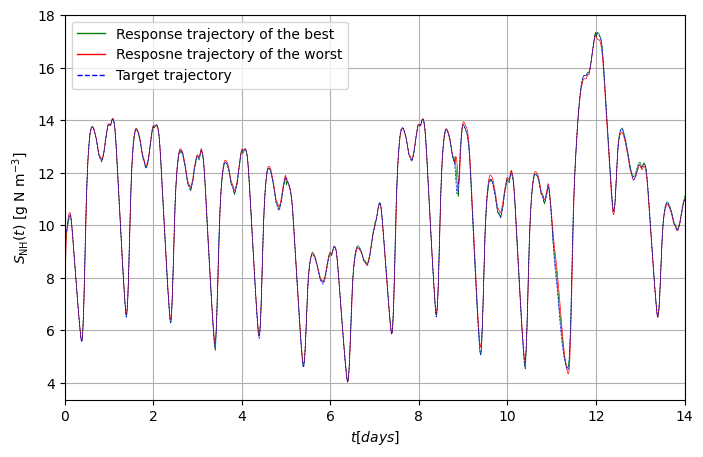 18
16
14
12
10
8
6
4
0 2 4 6 8 10 12 14
S_NH(t) [g N m⁻³]
t[days]
Response trajectory of the best
Resposne trajectory of the worst
Target trajectory